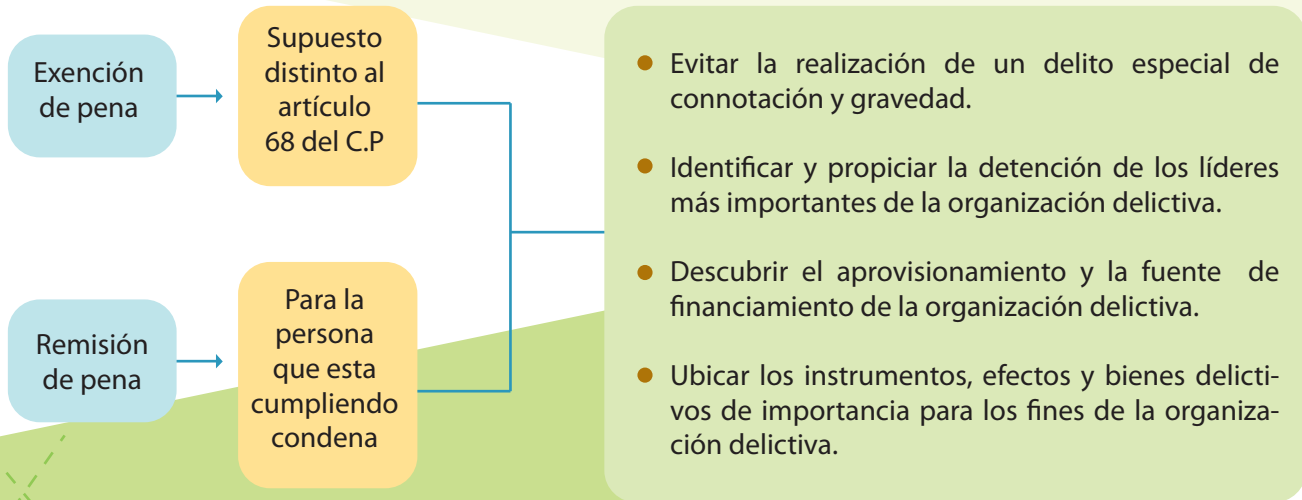 Exención
de pena
Supuesto
distinto al
artículo
68 del C.P
Remisión
de pena
Para la
persona
que esta
cumpliendo
condena
● Evitar la realización de un delito especial de
connotación y gravedad.
● Identificar y propiciar la detención de los líderes
más importantes de la organización delictiva.
● Descubrir el aprovisionamiento y la fuente de
financiamiento de la organización delictiva.
● Ubicar los instrumentos, efectos y bienes delicti-
vos de importancia para los fines de la organiza-
ción delictiva.